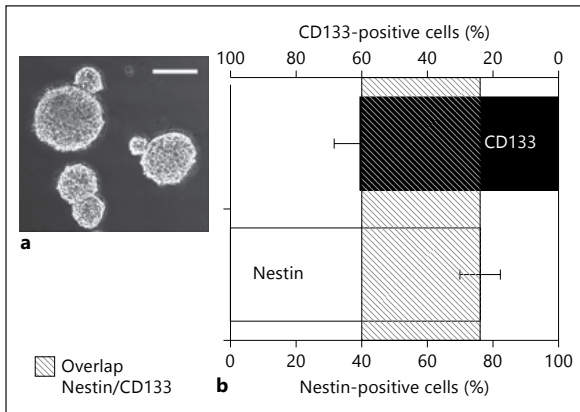 CD133-positive cells (%)
100 80 60 40 20 0
CD133
a
Nestin
Overlap
Nestin/CD133
b
0 20 40 60 80 100
Nestin-positive cells (%)